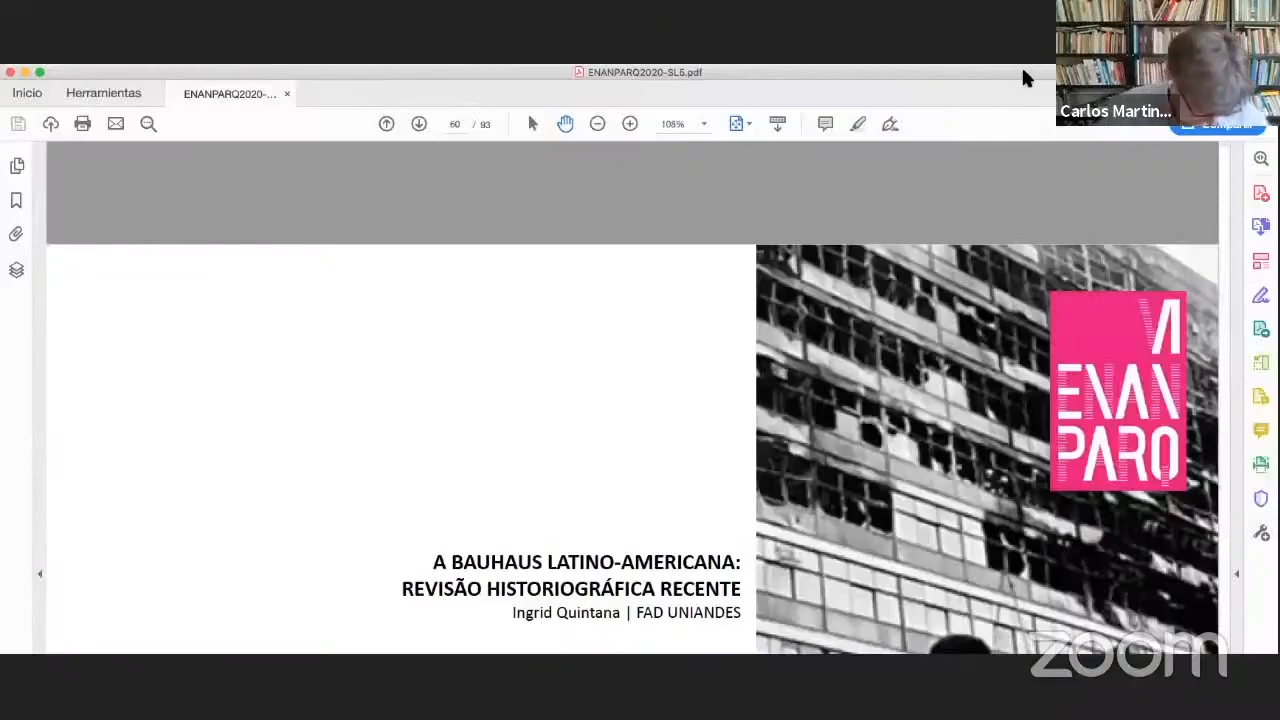 ENANPARQ2020-SL5.pdf
Inicio
Herramientas
ENANPARQ2020-... ×
60 / 93
108%
Carlos Martin...
Compartir
VI
ENAN
PARQ
A BAUHAUS LATINO-AMERICANA:
REVISÃO HISTORIOGRÁFICA RECENTE
Ingrid Quintana | FAD UNIANDES
zoom